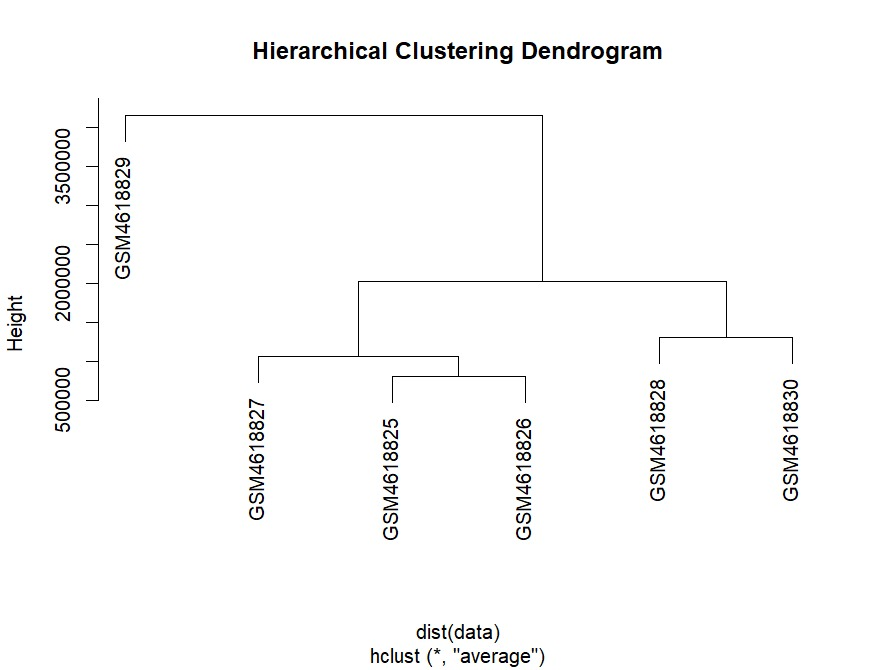 Hierarchical Clustering Dendrogram
Height
500000
2000000
3500000
GSM4618829
GSM4618827
GSM4618825
GSM4618826
GSM4618828
GSM4618830
dist(data)
hclust (*, "average")